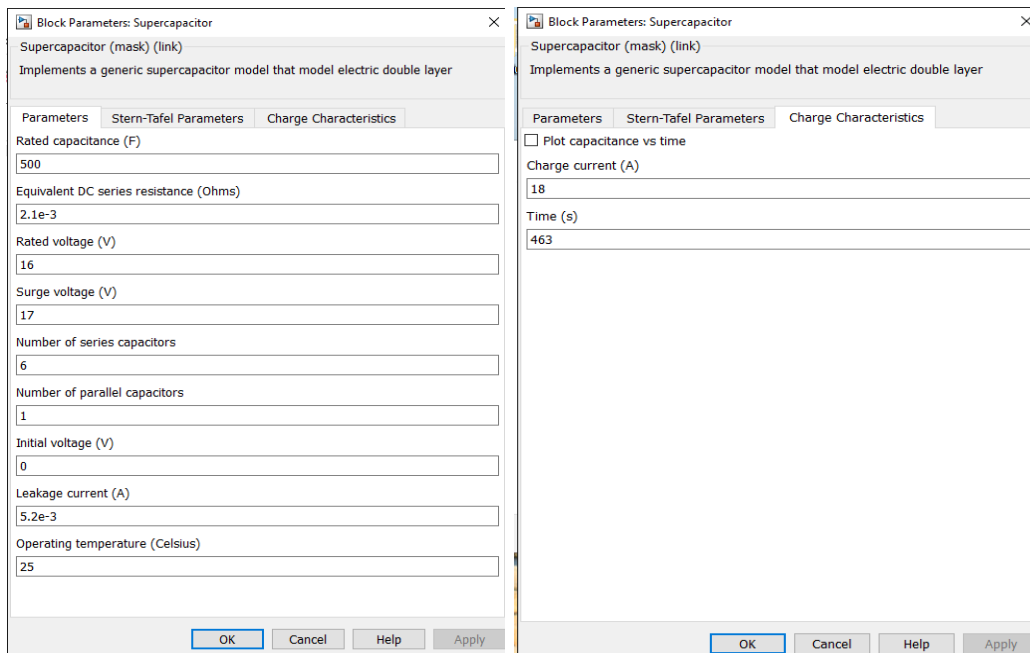 Block Parameters: Supercapacitor
Supercapacitor (mask) (link)
Implements a generic supercapacitor model that model electric double layer
Parameters
Stern-Tafel Parameters
Charge Characteristics
Rated capacitance (F)
500
Equivalent DC series resistance (Ohms)
2.1e-3
Rated voltage (V)
16
Surge voltage (V)
17
Number of series capacitors
6
Number of parallel capacitors
1
Initial voltage (V)
0
Leakage current (A)
5.2e-3
Operating temperature (Celsius)
25
OK
Cancel
Help
Apply
Block Parameters: Supercapacitor
Supercapacitor (mask) (link)
Implements a generic supercapacitor model that model electric double layer
Parameters
Stern-Tafel Parameters
Charge Characteristics
Plot capacitance vs time
Charge current (A)
18
Time (s)
463
OK
Cancel
Help
Apply